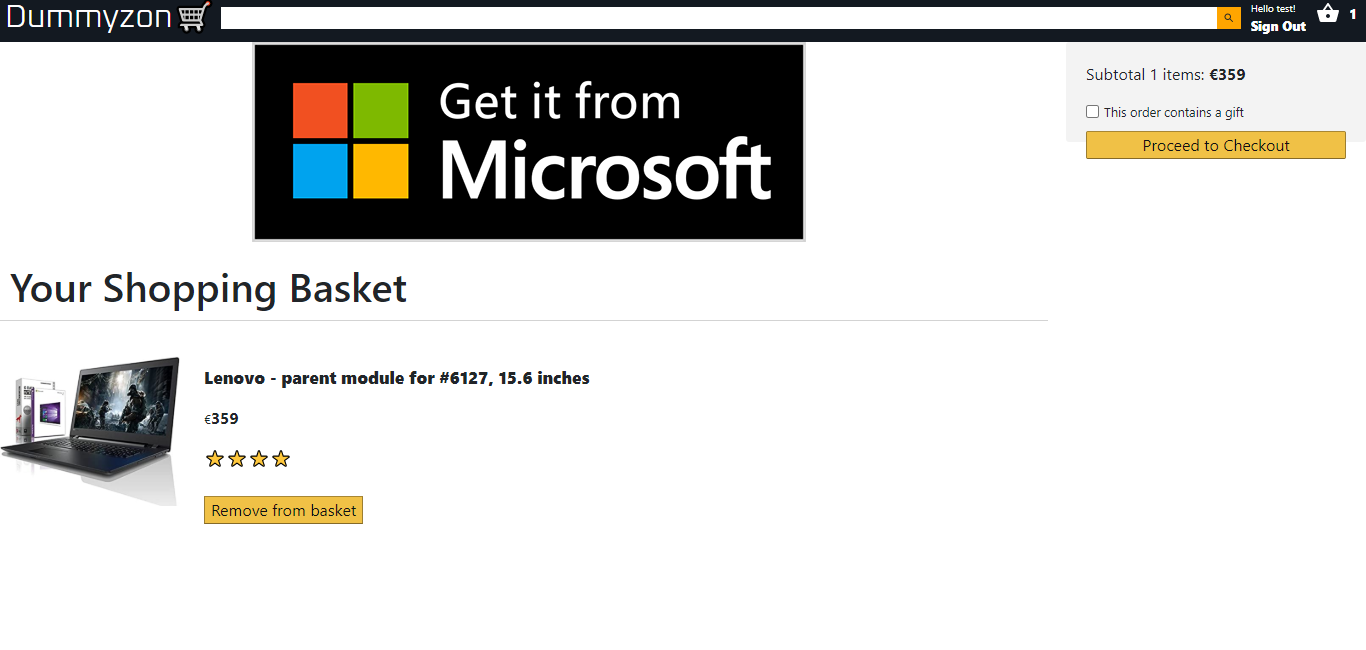 Dummyzon
Hello test!
Sign Out
1
Get it from
Microsoft
Subtotal 1 items: €359
This order contains a gift
Proceed to Checkout
Your Shopping Basket
Lenovo - parent module for #6127, 15.6 inches
€359
Remove from basket